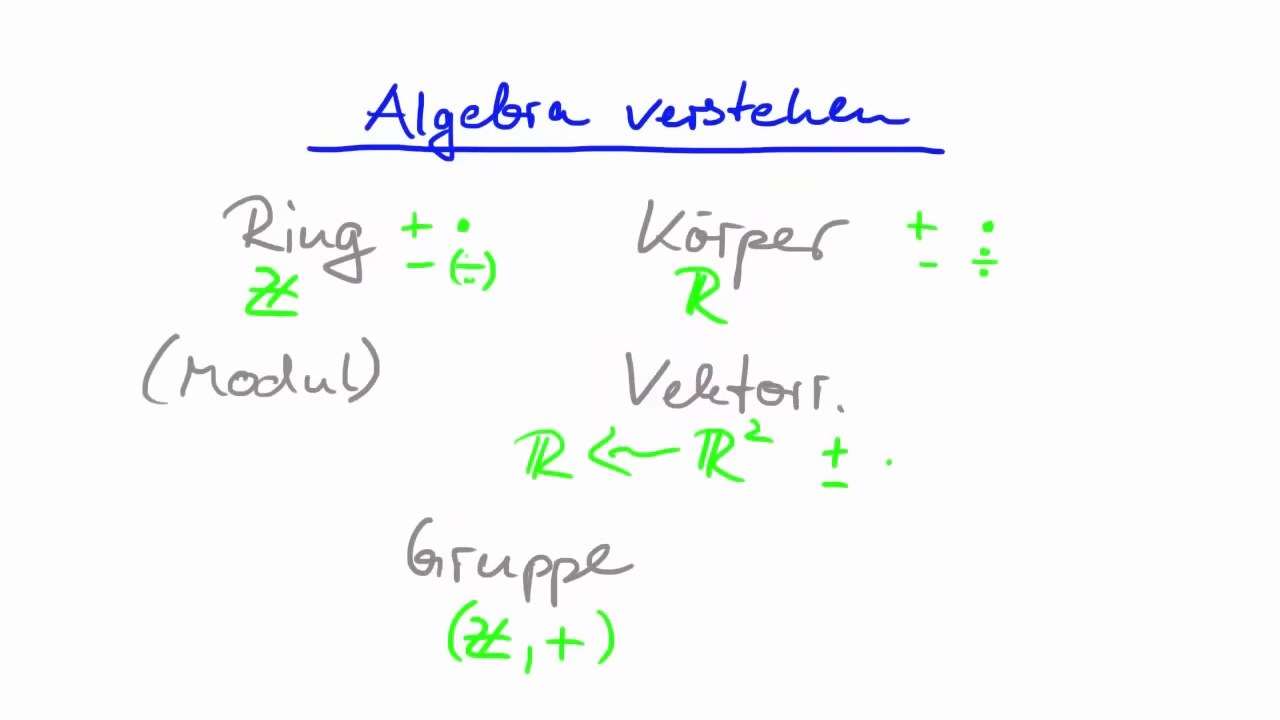 Algebra verstehen
Ring + · Körper + ·
− (÷) − ÷
ℤ ℝ
(Modul) Vektorr.
ℝ ← ℝ² ± ·
Gruppe
(ℤ, +)